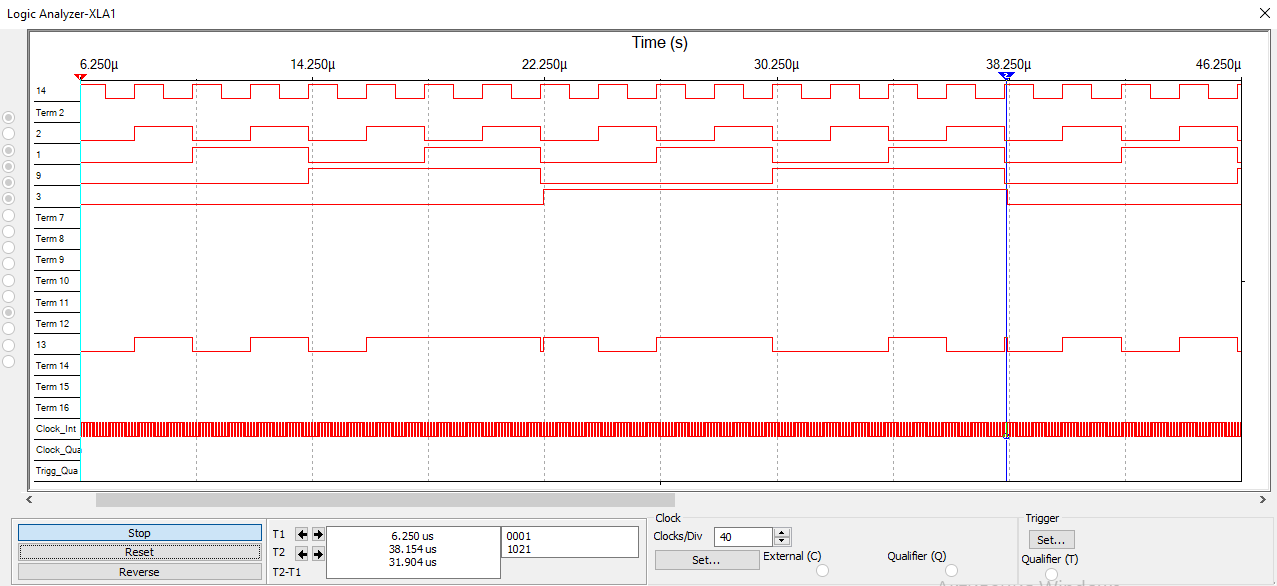 Logic Analyzer-XLA1
Time (s)
6.250µ 14.250µ 22.250µ 30.250µ 38.250µ 46.250µ
14
Term 2
2
1
9
3
Term 7
Term 8
Term 9
Term 10
Term 11
Term 12
13
Term 14
Term 15
Term 16
Clock_Int
Clock_Qua
Trigg_Qua
Stop
Reset
Reverse
T1
T2
T2-T1
6.250 us
38.154 us
31.904 us
0001
1021
Clock
Clocks/Div 40
Set...
External (C)
Qualifier (Q)
Trigger
Set...
Qualifier (T)